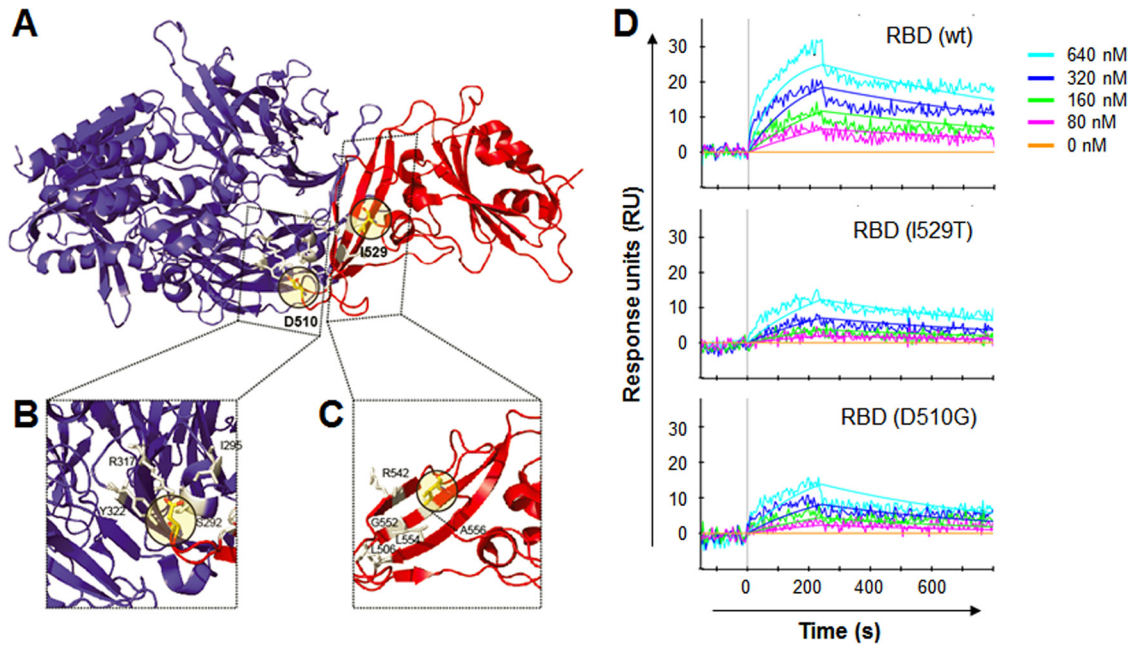 A
I529
D510
B
I295
R317
AY322
S292
C
R542
G552
L554
L506
A556
D
Response units (RU)
RBD (wt)
30
20
10
0
640 nM
320 nM
160 nM
80 nM
0 nM
RBD (I529T)
30
20
10
0
RBD (D510G)
30
20
10
0
0 200 400 600
Time (s)